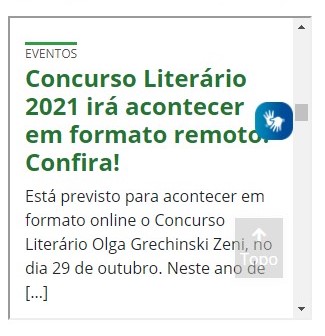 EVENTOS
Concurso Literário
2021 irá acontecer
em formato remoto.
Confira!
Está previsto para acontecer em
formato online o Concurso
Literário Olga Grechinski Zeni, no
dia 29 de outubro. Neste ano de
[...]
Topo